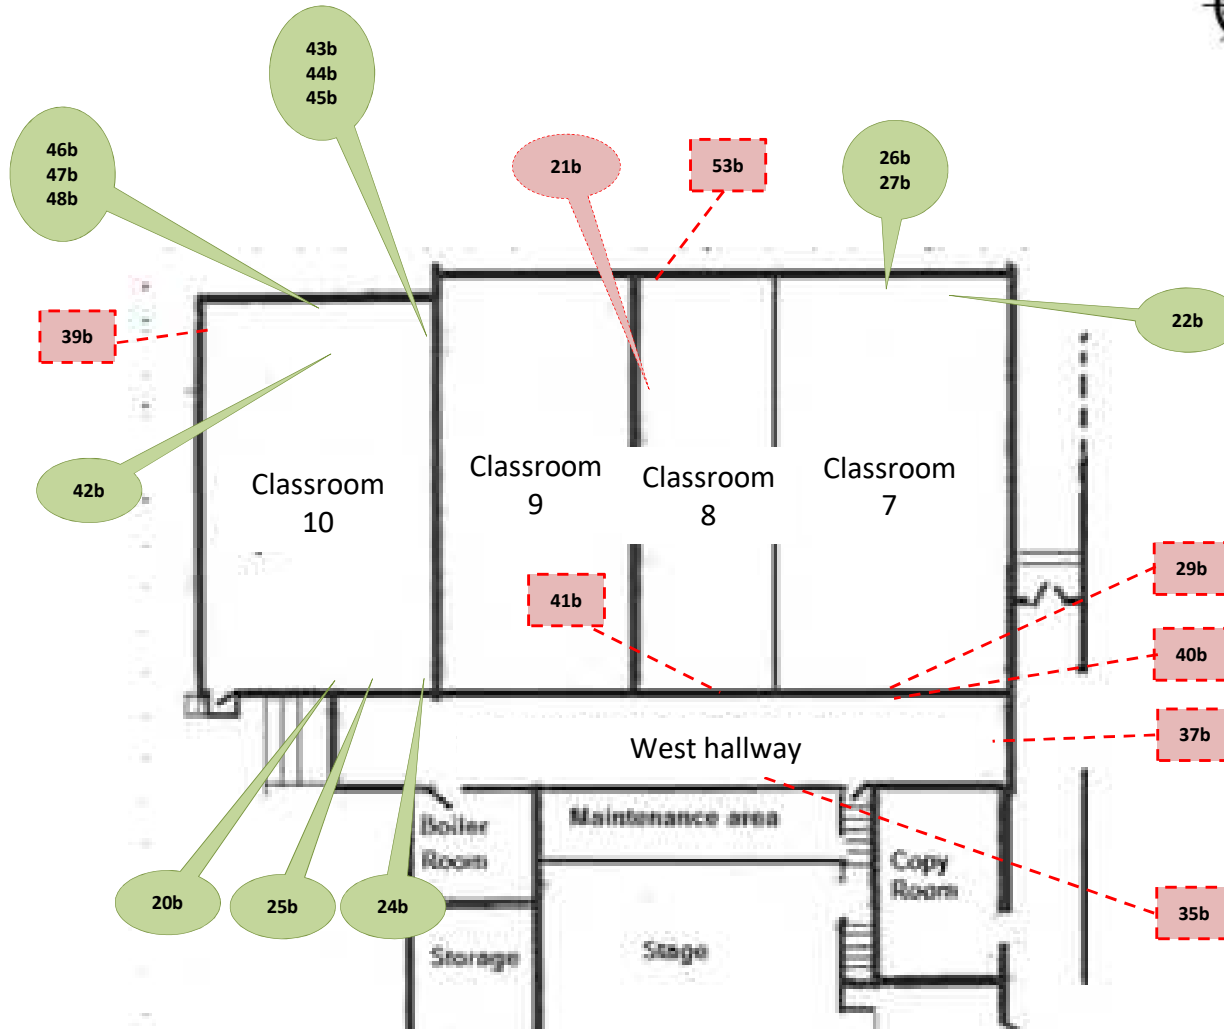 43b
44b
45b
46b
47b
48b
21b
53b
26b
27b
39b
22b
42b
Classroom
10
Classroom
9
Classroom
8
Classroom
7
41b
29b
40b
37b
West hallway
Maintenance area
Boiler
Room
Copy
Room
20b
25b
24b
35b
Storage
Stage